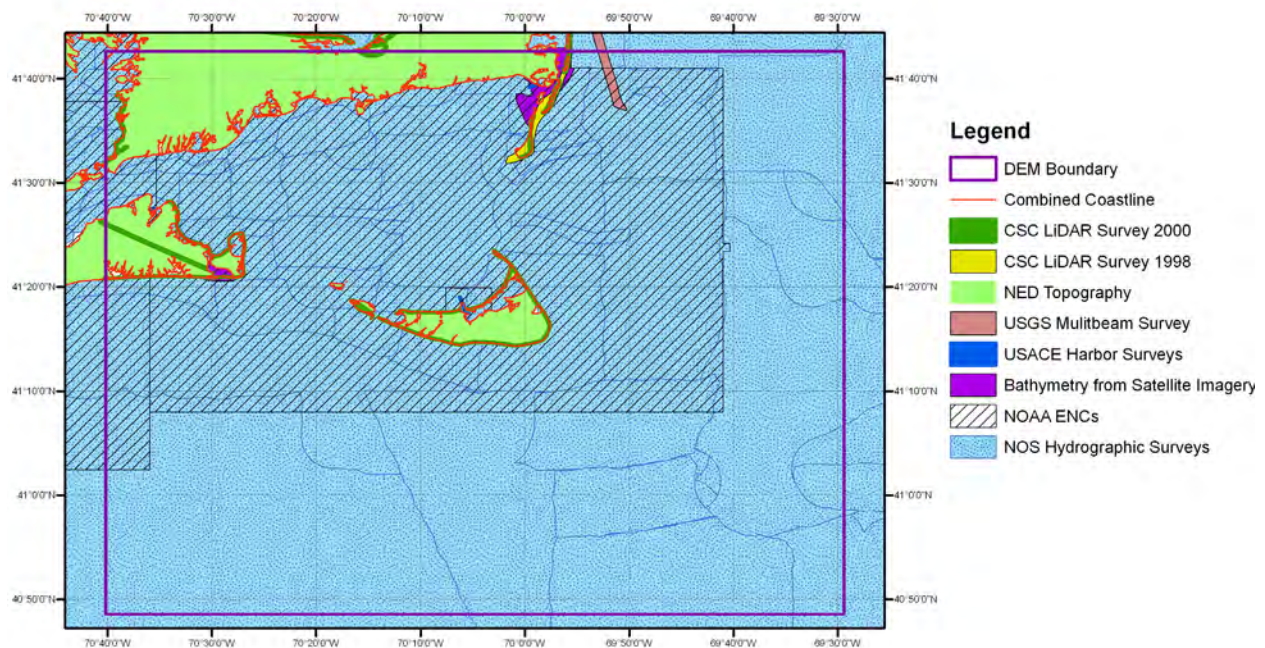 70°40'0"W 70°30'0"W 70°20'0"W 70°10'0"W 70°0'0"W 69°50'0"W 69°40'0"W 69°30'0"W
41°40'0"N 41°40'0"N
41°30'0"N 41°30'0"N
41°20'0"N 41°20'0"N
41°10'0"N 41°10'0"N
41°0'0"N 41°0'0"N
40°50'0"N 40°50'0"N
70°40'0"W 70°30'0"W 70°20'0"W 70°10'0"W 70°0'0"W 69°50'0"W 69°40'0"W 69°30'0"W
Legend
DEM Boundary
Combined Coastline
CSC LiDAR Survey 2000
CSC LiDAR Survey 1998
NED Topography
USGS Mulitbeam Survey
USACE Harbor Surveys
Bathymetry from Satellite Imagery
NOAA ENCs
NOS Hydrographic Surveys